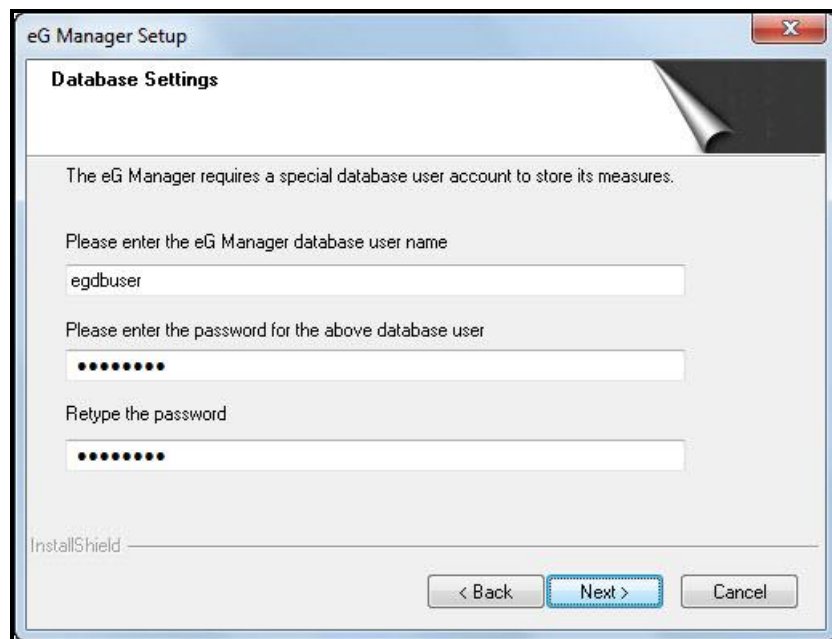 eG Manager Setup
Database Settings
The eG Manager requires a special database user account to store its measures.
Please enter the eG Manager database user name
egdbuser
Please enter the password for the above database user
••••••••
Retype the password
••••••••
InstallShield
< Back
Next >
Cancel